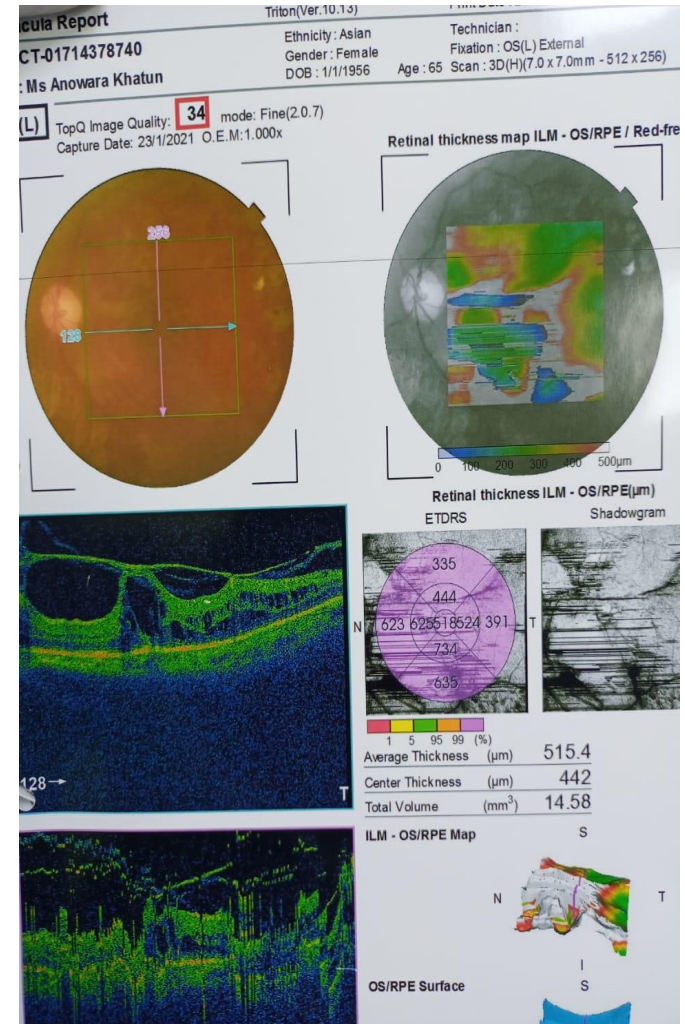 cula Report
Triton(Ver.10.13)
CT-01714378740
: Ms Anowara Khatun
Ethnicity : Asian
Gender : Female
DOB : 1/1/1956
Age : 65
Technician :
Fixation : OS(L) External
Scan : 3D(H)(7.0 x 7.0mm - 512 x 256)
(L)
TopQ Image Quality: 34 mode: Fine(2.0.7)
Capture Date: 23/1/2021 O.E.M:1.000x
Retinal thickness map ILM - OS/RPE / Red-fre
256
128
0 100 200 300 400 500μm
Retinal thickness ILM - OS/RPE(μm)
ETDRS
Shadowgram
335
444
N 623 625 518 524 391 T
734
635
1 5 95 99 (%)
Average Thickness (μm) 515.4
Center Thickness (μm) 442
Total Volume (mm³) 14.58
128
T
ILM - OS/RPE Map
S
N
T
I
OS/RPE Surface
S